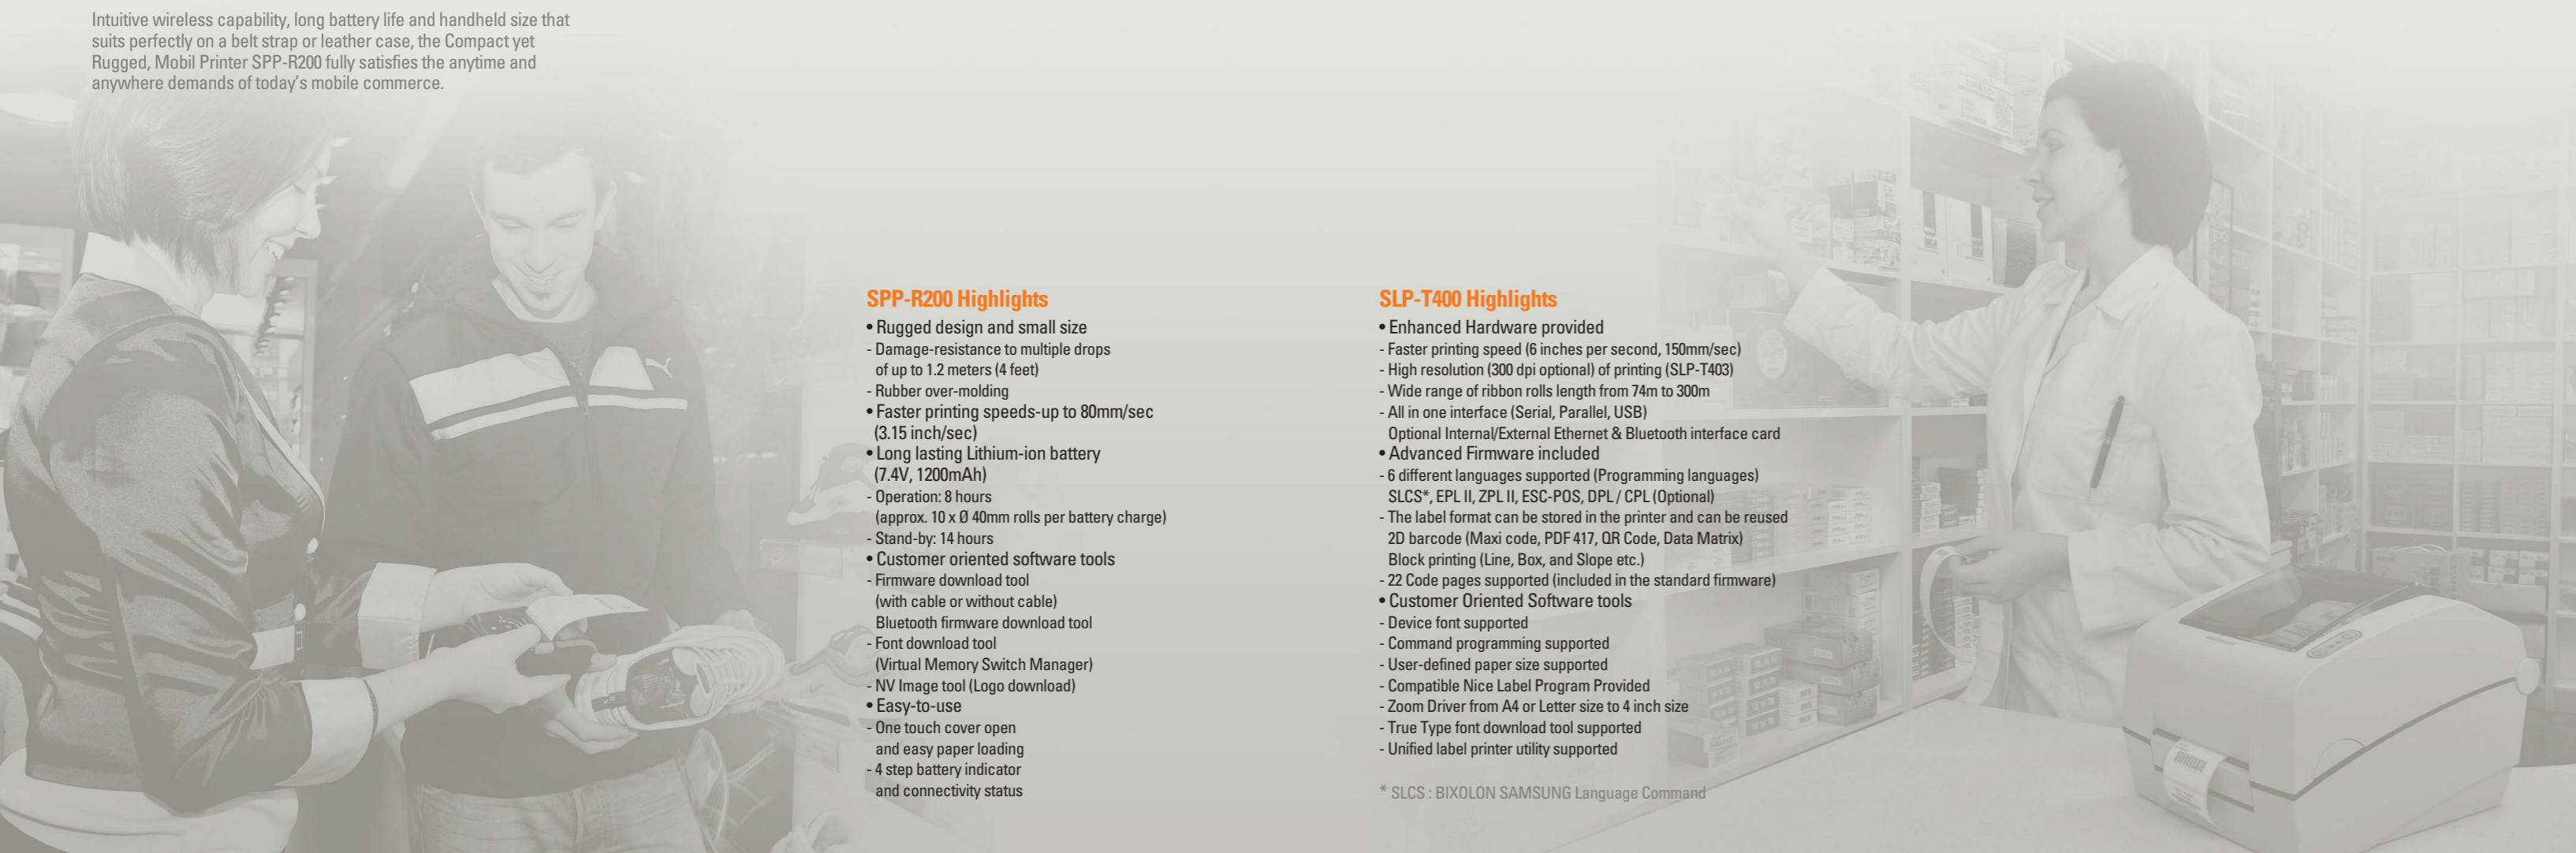 Intuitive wireless capability, long battery life and handheld size that
suits perfectly on a belt strap or leather case, the Compact yet
Rugged, Mobil Printer SPP-R200 fully satisfies the anytime and
anywhere demands of today's mobile commerce.
SPP-R200 Highlights
• Rugged design and small size
- Damage-resistance to multiple drops
of up to 1.2 meters (4 feet)
- Rubber over-molding
• Faster printing speeds-up to 80mm/sec
(3.15 inch/sec)
• Long lasting Lithium-ion battery
(7.4V, 1200mAh)
- Operation: 8 hours
(approx. 10 x Ø 40mm rolls per battery charge)
- Stand-by: 14 hours
• Customer oriented software tools
- Firmware download tool
(with cable or without cable)
Bluetooth firmware download tool
- Font download tool
(Virtual Memory Switch Manager)
- NV Image tool (Logo download)
• Easy-to-use
- One touch cover open
and easy paper loading
- 4 step battery indicator
and connectivity status
SLP-T400 Highlights
• Enhanced Hardware provided
- Faster printing speed (6 inches per second, 150mm/sec)
- High resolution (300 dpi optional) of printing (SLP-T403)
- Wide range of ribbon rolls length from 74m to 300m
- All in one interface (Serial, Parallel, USB)
Optional Internal/External Ethernet & Bluetooth interface card
• Advanced Firmware included
- 6 different languages supported (Programming languages)
SLCS*, EPL II, ZPL II, ESC-POS, DPL / CPL (Optional)
- The label format can be stored in the printer and can be reused
2D barcode (Maxi code, PDF 417, QR Code, Data Matrix)
Block printing (Line, Box, and Slope etc.)
- 22 Code pages supported (included in the standard firmware)
• Customer Oriented Software tools
- Device font supported
- Command programming supported
- User-defined paper size supported
- Compatible Nice Label Program Provided
- Zoom Driver from A4 or Letter size to 4 inch size
- True Type font download tool supported
- Unified label printer utility supported
* SLCS : BIXOLON SAMSUNG Language Command